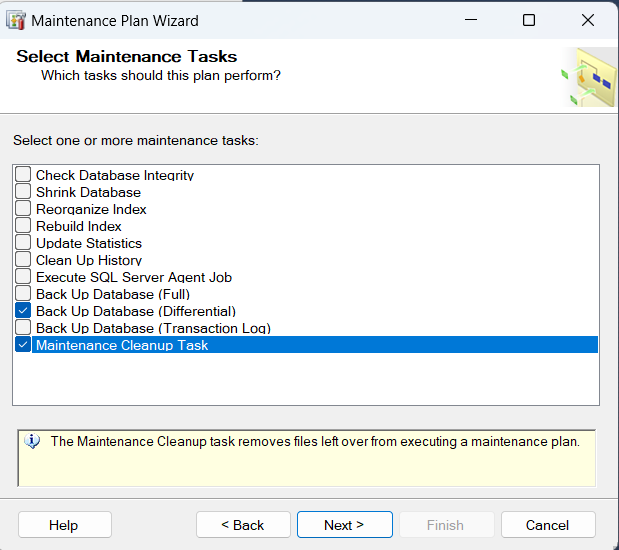 Maintenance Plan Wizard
Select Maintenance Tasks
Which tasks should this plan perform?
Select one or more maintenance tasks:
Check Database Integrity
Shrink Database
Reorganize Index
Rebuild Index
Update Statistics
Clean Up History
Execute SQL Server Agent Job
Back Up Database (Full)
Back Up Database (Differential)
Back Up Database (Transaction Log)
Maintenance Cleanup Task
The Maintenance Cleanup task removes files left over from executing a maintenance plan.
Help < Back Next > Finish Cancel